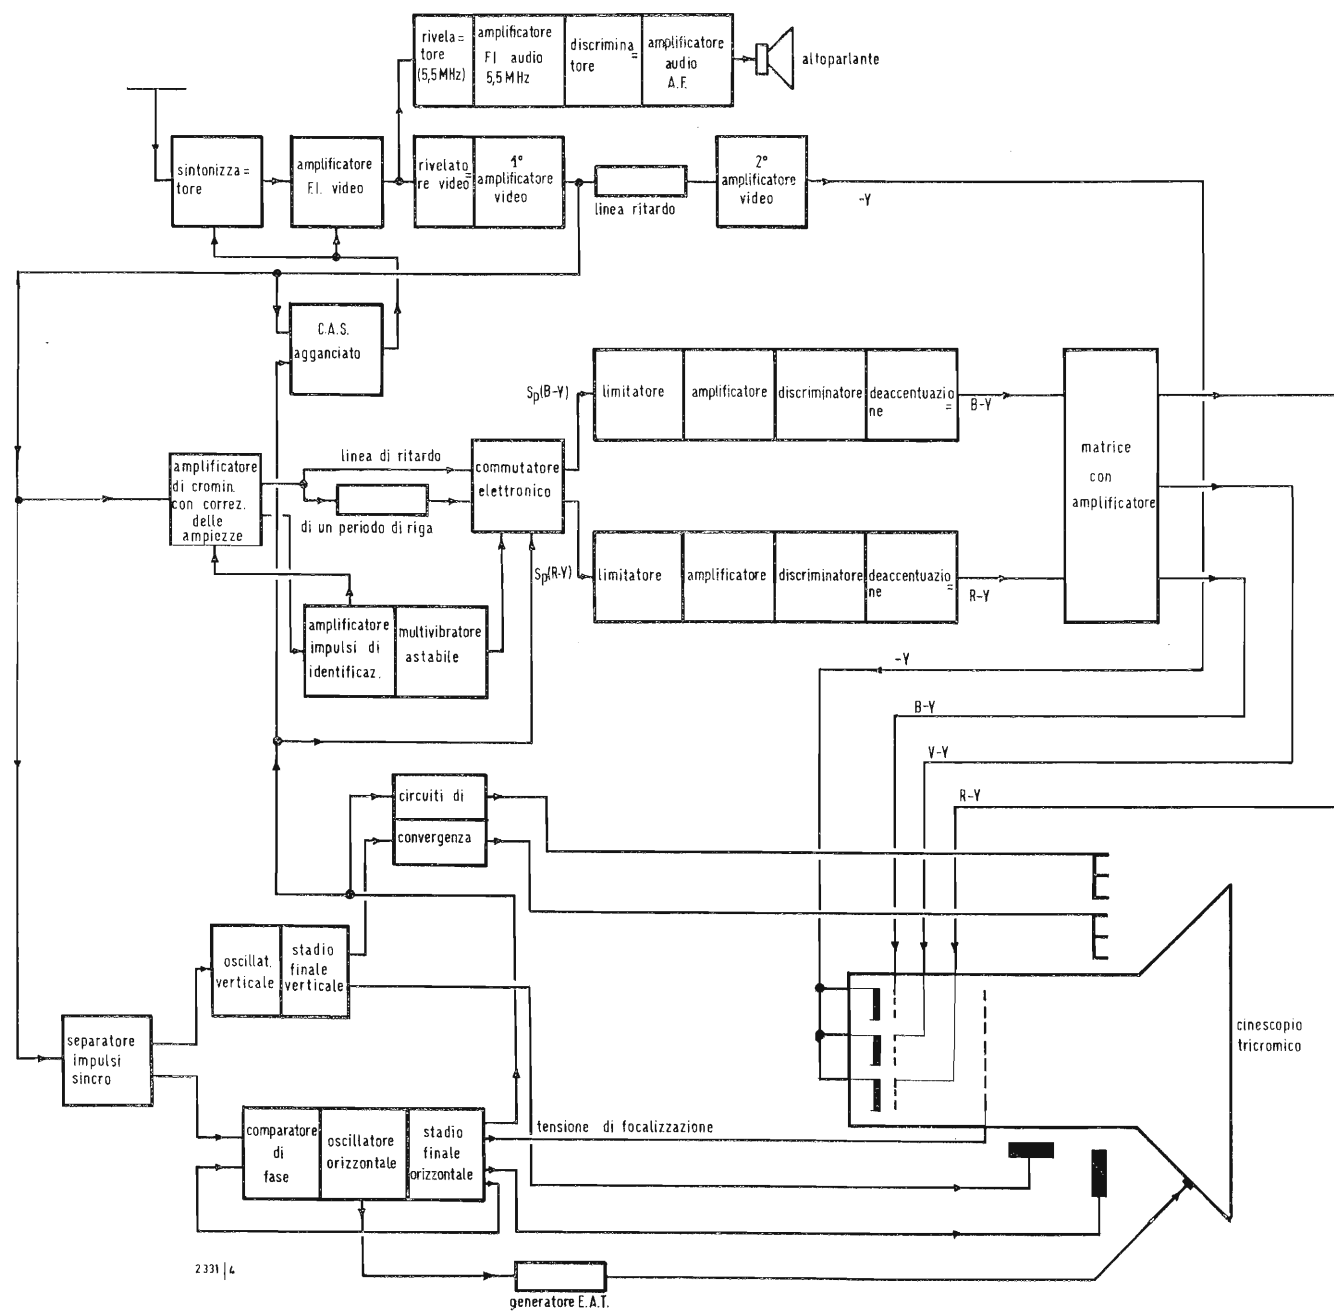 rivela=
tore
(5,5MHz)
amplificatore
F.I audio
5,5MHz
discrimina
tore =
amplificatore
audio
A.F.
altoparlante
sintonizza=
tore
amplificatore
F.I. video
rivelato
re video=
1°
amplificatore
video
linea ritardo
2°
amplificatore
video
-Y
C.A.S.
agganciato
Sp(B-Y)
limitatore
amplificatore
discriminatore
deaccentuazio
ne =
B-Y
matrice
con
amplificatore
amplificatore
di cromin.
con correz.
delle
ampiezze
linea di ritardo
di un periodo di riga
commutatore
elettronico
Sp(R-Y)
limitatore
amplificatore
discriminatore
deaccentuazio
ne =
R-Y
amplificatore
impulsi di
identificaz.
multivibratore
astabile
-Y
B-Y
V-Y
R-Y
circuiti di
convergenza
oscillat.
verticale
stadio
finale
verticale
separatore
impulsi
sincro
cinescopio
tricromico
comparatore
di
fase
oscillatore
orizzontale
stadio
finale
orizzontale
tensione di focalizzazione
2331|4
generatore E.A.T.